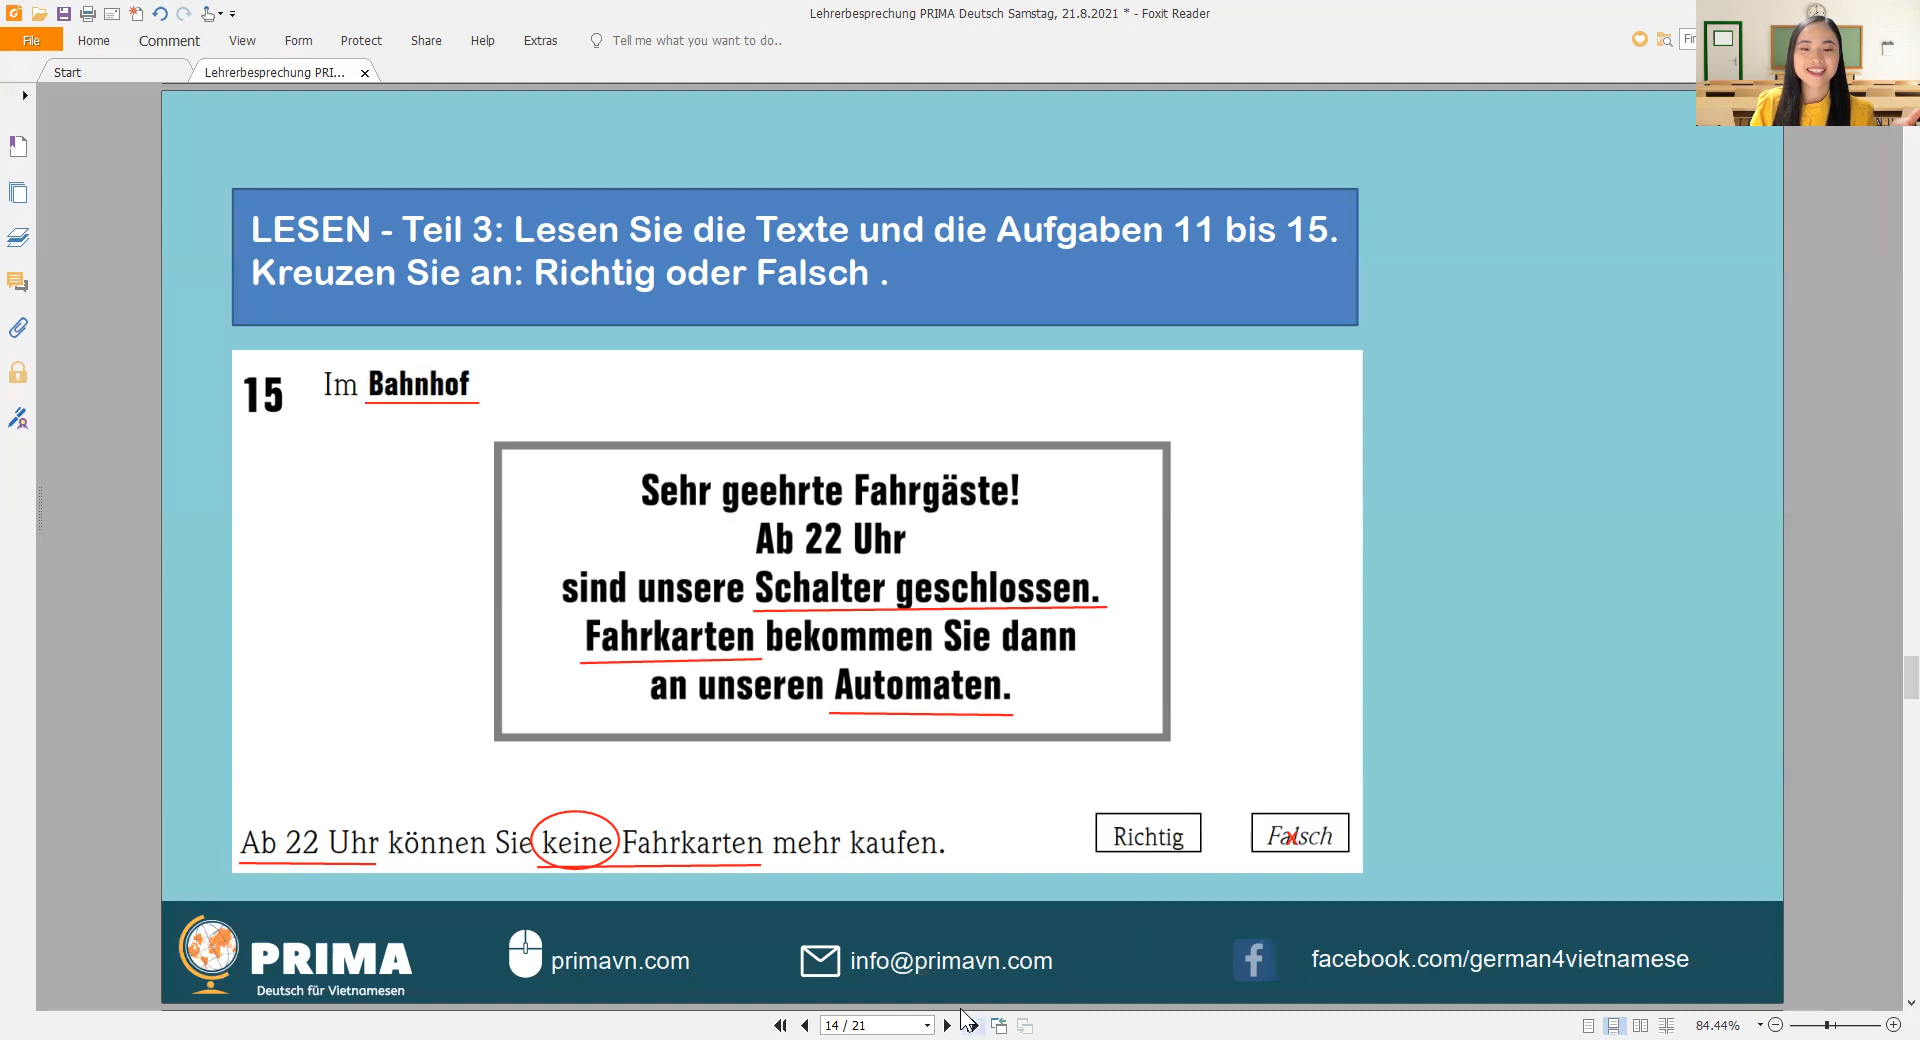 Lehrerbesprechung PRIMA Deutsch Samstag, 21.8.2021 * - Foxit Reader
File Home Comment View Form Protect Share Help Extras Tell me what you want to do..
Start Lehrerbesprechung PRI...
LESEN - Teil 3: Lesen Sie die Texte und die Aufgaben 11 bis 15.
Kreuzen Sie an: Richtig oder Falsch .
15 Im Bahnhof
Sehr geehrte Fahrgäste!
Ab 22 Uhr
sind unsere Schalter geschlossen.
Fahrkarten bekommen Sie dann
an unseren Automaten.
Ab 22 Uhr können Sie keine Fahrkarten mehr kaufen. Richtig Falsch
PRIMA
Deutsch für Vietnamesen
primavn.com
info@primavn.com
facebook.com/german4vietnamese
14 / 21
84.44%